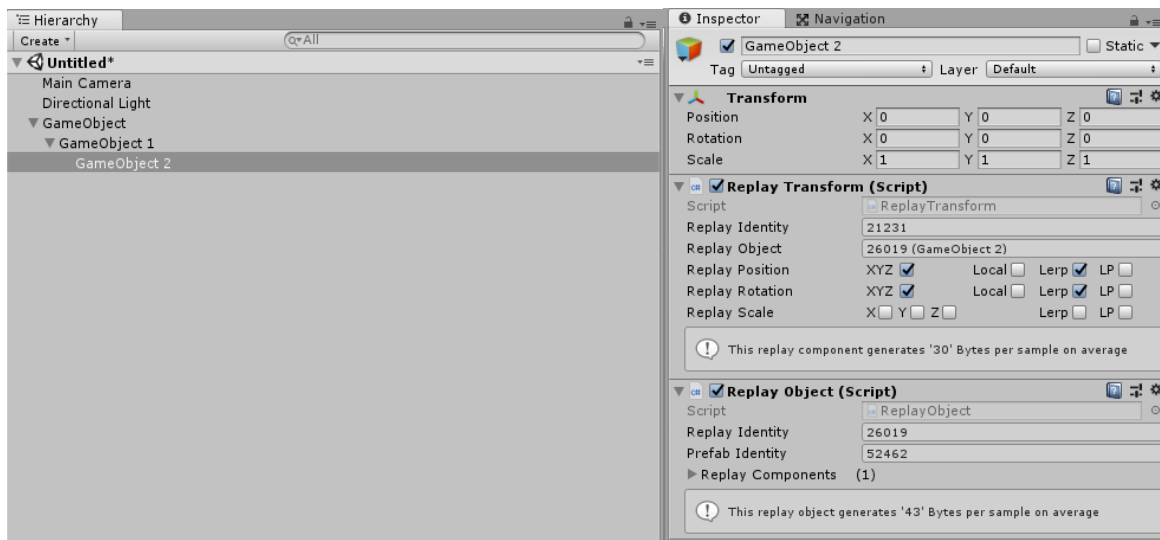 Hierarchy
Create
All
Untitled*
Main Camera
Directional Light
GameObject
GameObject 1
GameObject 2
Inspector Navigation
GameObject 2 Static
Tag Untagged Layer Default
Transform
Position X 0 Y 0 Z 0
Rotation X 0 Y 0 Z 0
Scale X 1 Y 1 Z 1
Replay Transform (Script)
Script ReplayTransform
Replay Identity 21231
Replay Object 26019 (GameObject 2)
Replay Position XYZ Local Lerp LP
Replay Rotation XYZ Local Lerp LP
Replay Scale X Y Z Lerp LP
This replay component generates '30' Bytes per sample on average
Replay Object (Script)
Script ReplayObject
Replay Identity 26019
Prefab Identity 52462
Replay Components (1)
This replay object generates '43' Bytes per sample on average